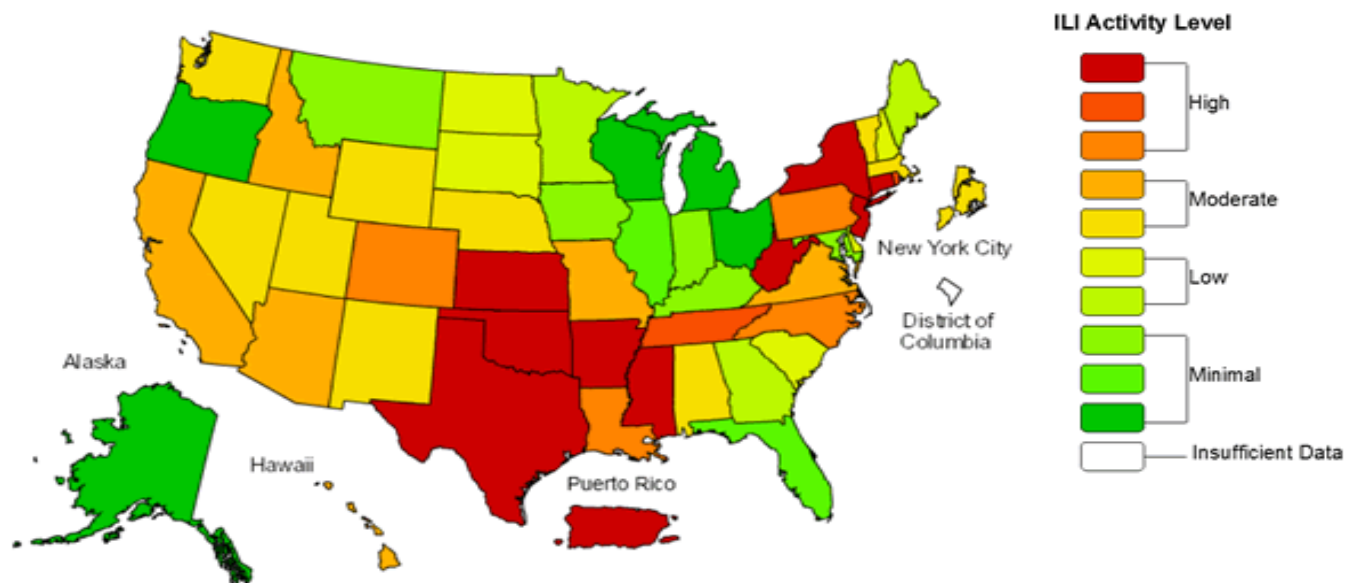 ILI Activity Level
High
Moderate
Low
Minimal
Insufficient Data
New York City
District of
Columbia
Alaska
Hawaii
Puerto Rico